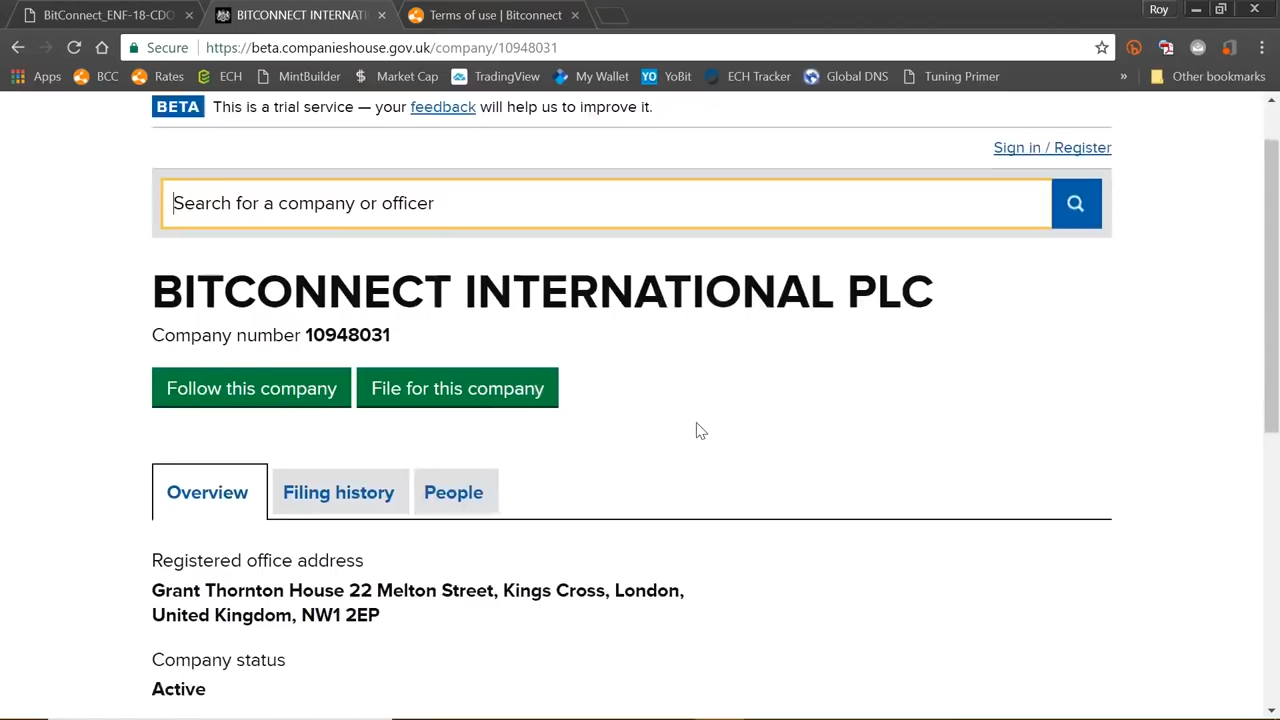 BitConnect_ENF-18-CDO
BITCONNECT INTERNATI
Terms of use | Bitconnect
Roy
Secure
https://beta.companieshouse.gov.uk/company/10948031
Apps
BCC
Rates
ECH
MintBuilder
Market Cap
TradingView
My Wallet
YO
YoBit
ECH Tracker
Global DNS
Tuning Primer
»
Other bookmarks
BETA This is a trial service — your feedback will help us to improve it.
Sign in / Register
Search for a company or officer
BITCONNECT INTERNATIONAL PLC
Company number 10948031
Follow this company
File for this company
Overview
Filing history
People
Registered office address
Grant Thornton House 22 Melton Street, Kings Cross, London,
United Kingdom, NW1 2EP
Company status
Active